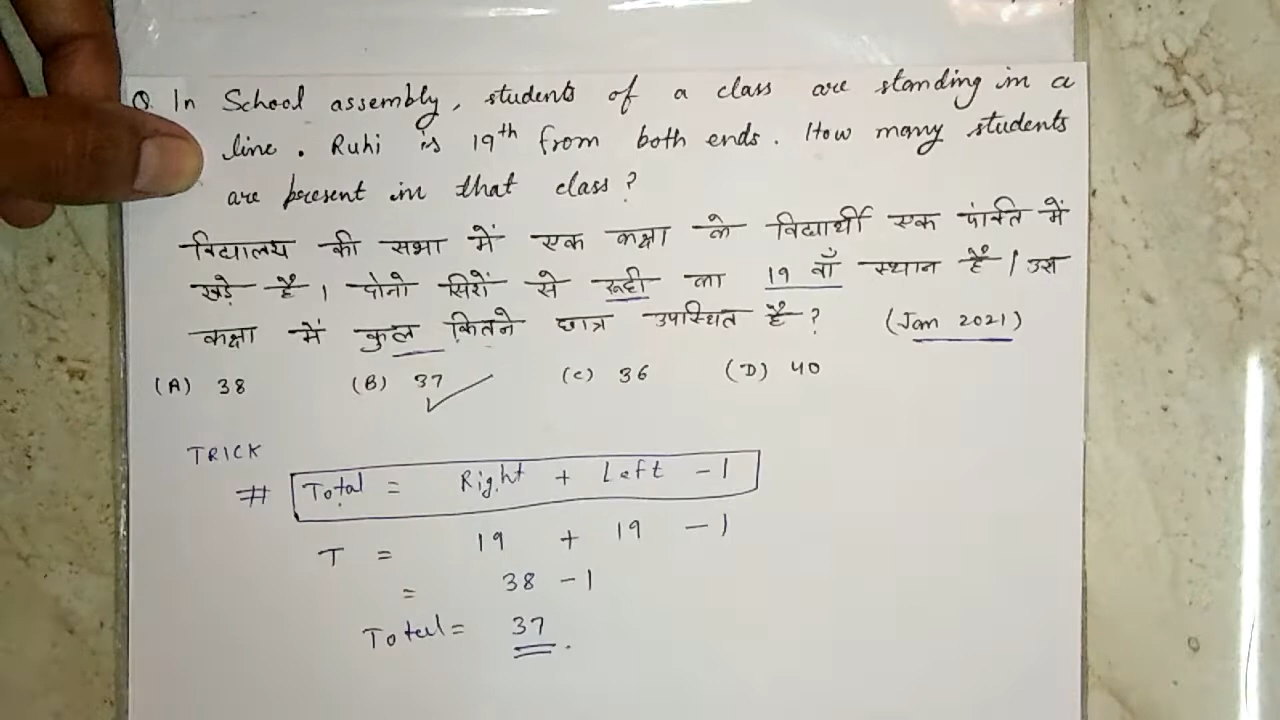 Q. In School assembly, students of a class are standing in a
line. Ruhi is 19th from both ends. How many students
are present in that class?
विद्यालय की सभा में एक कक्षा के विद्यार्थी एक पंक्ति में
खड़े है। दोनो सिरों से रूही का 19 वाँ स्थान है। उस
कक्षा में कुल कितने छात्र उपस्थित है? (Jan 2021)
(A) 38 (B) 37 (C) 36 (D) 40
TRICK
# Total = Right + Left - 1
T = 19 + 19 - 1
= 38 - 1
Total = 37.